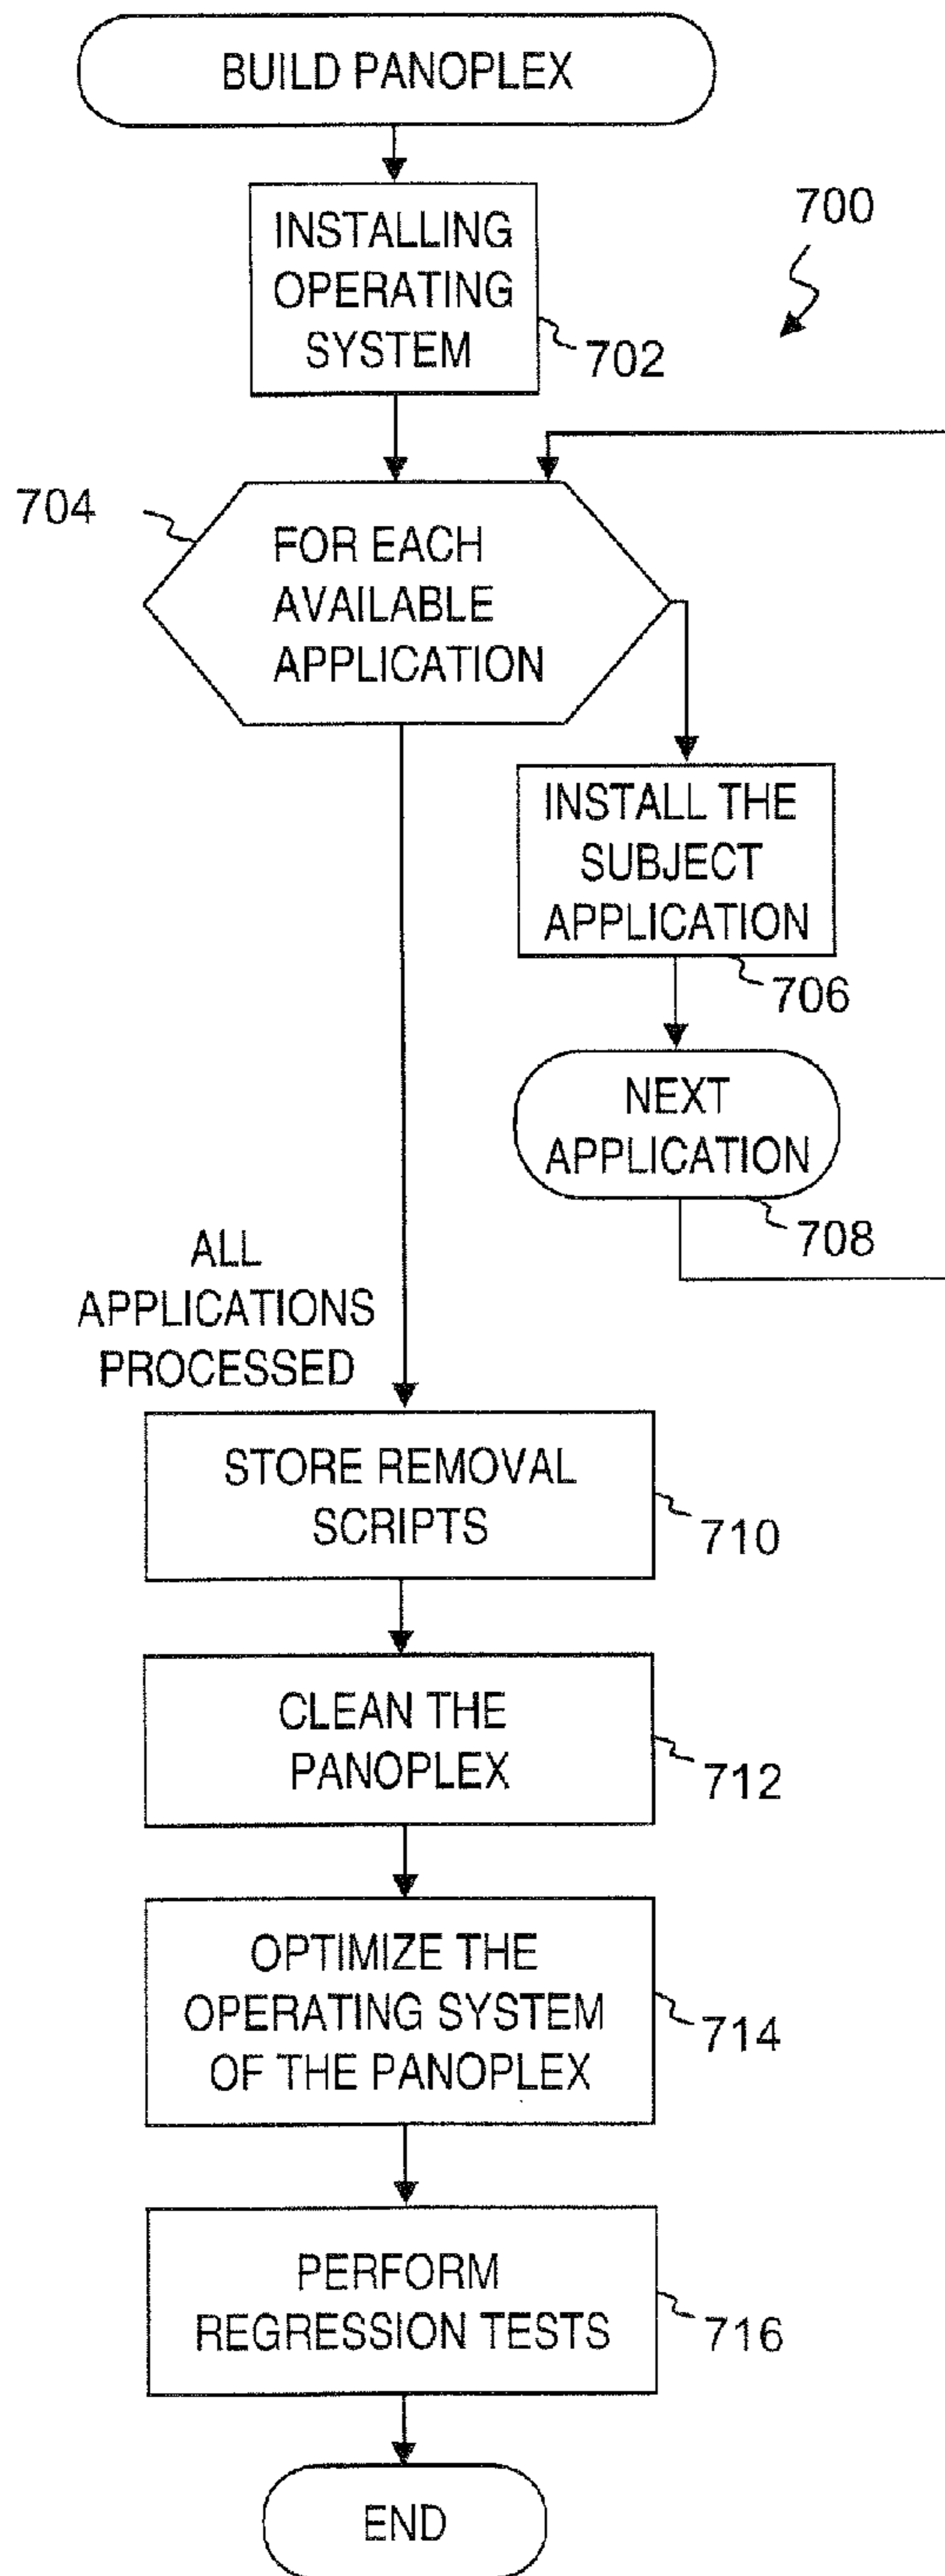 BUILD PANOPLEX
INSTALLING
OPERATING
SYSTEM
700
702
704
FOR EACH
AVAILABLE
APPLICATION
INSTALL THE
SUBJECT
APPLICATION
706
NEXT
APPLICATION
708
ALL
APPLICATIONS
PROCESSED
STORE REMOVAL
SCRIPTS
710
CLEAN THE
PANOPLEX
712
OPTIMIZE THE
OPERATING SYSTEM
OF THE PANOPLEX
714
PERFORM
REGRESSION TESTS
716
END